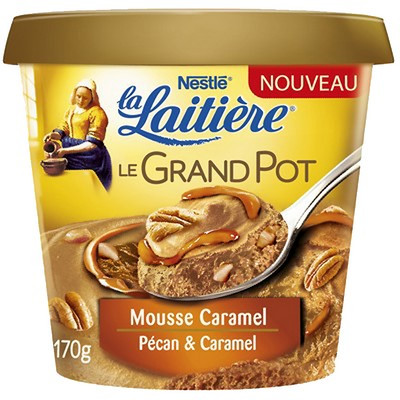 Nestlé®
NOUVEAU
la Laitière®
LE GRAND POT
Mousse Caramel
Pécan & Caramel
170g